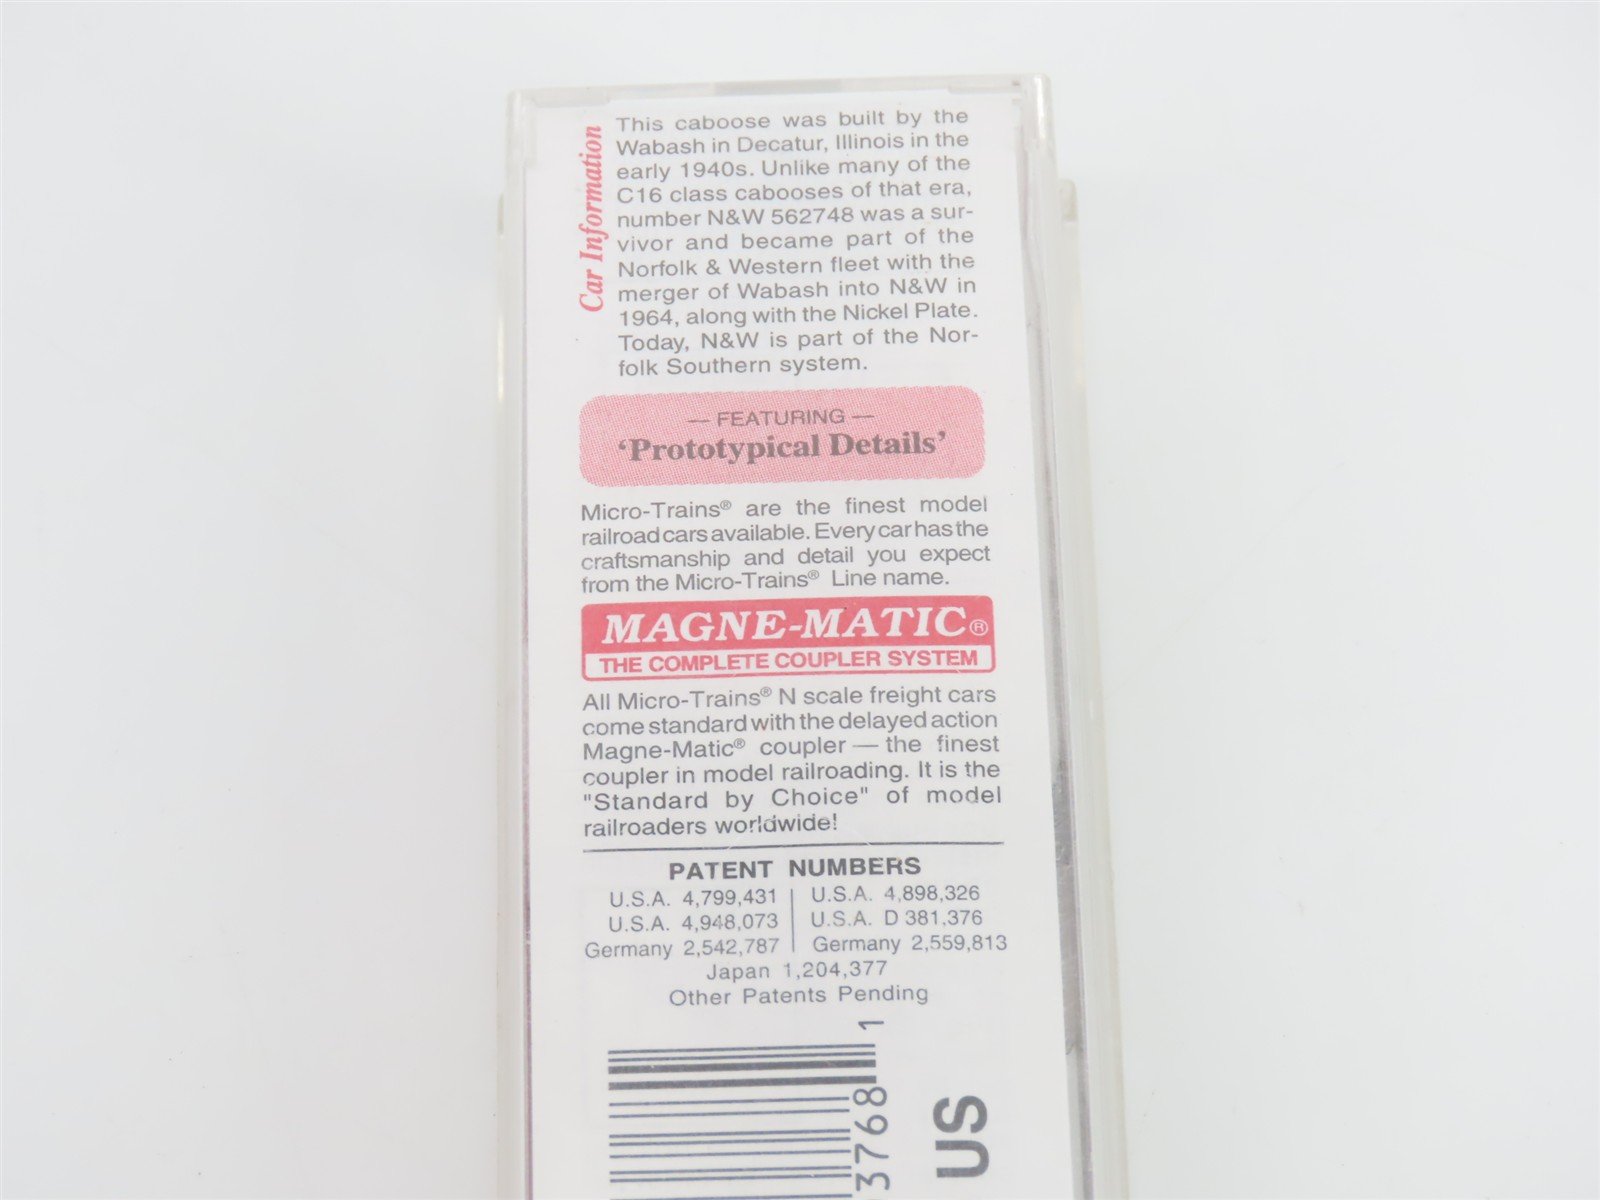 Car Information
This caboose was built by the
Wabash in Decatur, Illinois in the
early 1940s. Unlike many of the
C16 class cabooses of that era,
number N&W 562748 was a sur-
vivor and became part of the
Norfolk & Western fleet with the
merger of Wabash into N&W in
1964, along with the Nickel Plate.
Today, N&W is part of the Nor-
folk Southern system.
— FEATURING —
‘Prototypical Details’
Micro-Trains® are the finest model
railroad cars available. Every car has the
craftsmanship and detail you expect
from the Micro-Trains® Line name.
MAGNE-MATIC®
THE COMPLETE COUPLER SYSTEM
All Micro-Trains® N scale freight cars
come standard with the delayed action
Magne-Matic® coupler — the finest
coupler in model railroading. It is the
"Standard by Choice" of model
railroaders worldwide!
PATENT NUMBERS
U.S.A. 4,799,431 | U.S.A. 4,898,326
U.S.A. 4,948,073 | U.S.A. D 381,376
Germany 2,542,787 | Germany 2,559,813
Japan 1,204,377
Other Patents Pending
3768 1
US